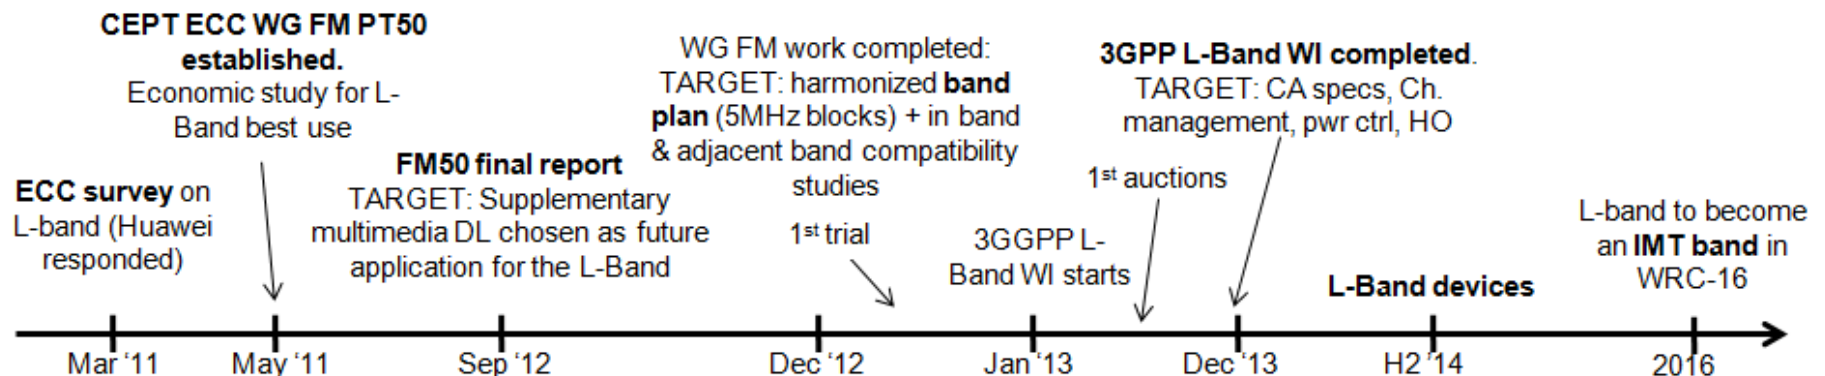 CEPT ECC WG FM PT50
established.
Economic study for L-
Band best use
ECC survey on
L-band (Huawei
responded)
FM50 final report
TARGET: Supplementary
multimedia DL chosen as future
application for the L-Band
WG FM work completed:
TARGET: harmonized band
plan (5MHz blocks) + in band
& adjacent band compatibility
studies
1st trial
3GGPP L-
Band WI starts
3GPP L-Band WI completed.
TARGET: CA specs, Ch.
management, pwr ctrl, HO
1st auctions
L-Band devices
L-band to become
an IMT band in
WRC-16
Mar ‘11
May ‘11
Sep ‘12
Dec ‘12
Jan ‘13
Dec ‘13
H2 ‘14
2016